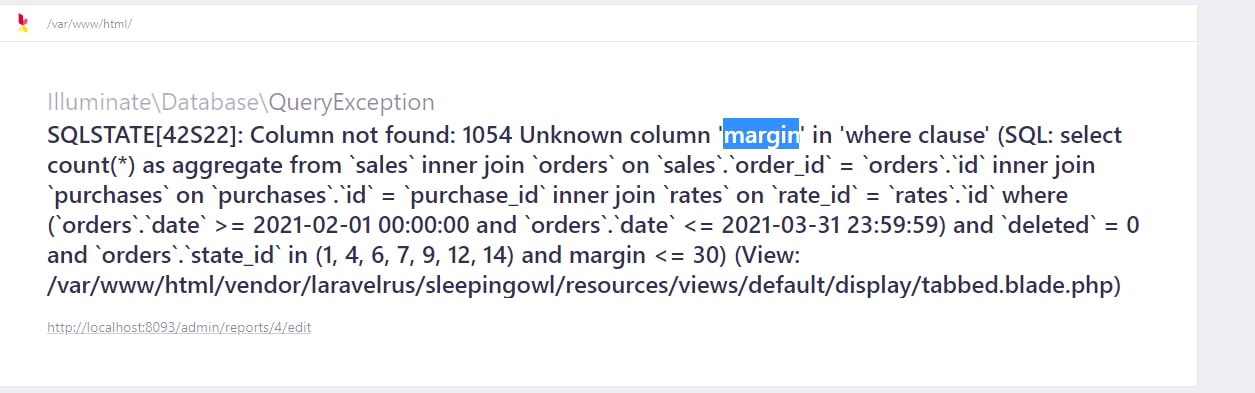 /var/www/html/
Illuminate\Database\QueryException
SQLSTATE[42S22]: Column not found: 1054 Unknown column 'margin' in 'where clause' (SQL: select
count(*) as aggregate from `sales` inner join `orders` on `sales`.`order_id` = `orders`.`id` inner join
`purchases` on `purchases`.`id` = `purchase_id` inner join `rates` on `rate_id` = `rates`.`id` where
(`orders`.`date` >= 2021-02-01 00:00:00 and `orders`.`date` <= 2021-03-31 23:59:59) and `deleted` = 0
and `orders`.`state_id` in (1, 4, 6, 7, 9, 12, 14) and margin <= 30) (View:
/var/www/html/vendor/laravelrus/sleepingowl/resources/views/default/display/tabbed.blade.php)
http://localhost:8093/admin/reports/4/edit